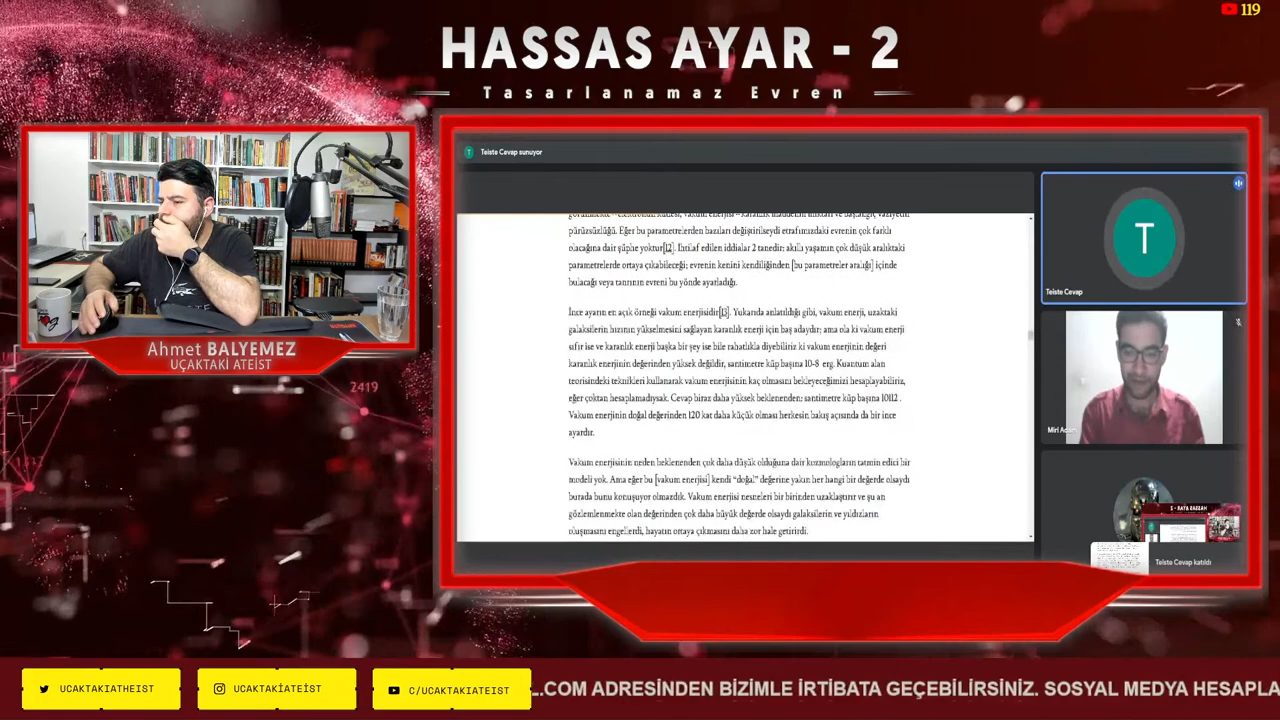 119
HASSAS AYAR - 2
Tasarlanamaz Evren
T Teiste Cevap sunuyor
pürüzsüzlüğü. Eğer bu parametrelerden bazıları değiştirilseydi etrafımızdaki evrenin çok farklı
olacağına dair şüphe yoktur[12]. İhtilaf edilen iddialar 2 tanedir: akıllı yaşamın çok düşük aralıktaki
parametrelerde ortaya çıkabileceği; evrenin kenini kendiliğinden [bu parametreler aralığı] içinde
bulacağı veya tanrının evreni bu yönde ayarladığı.
İnce ayarın en açık örneği vakum enerjisidir[13]. Yukarıda anlatıldığı gibi, vakum enerji, uzaktaki
galaksilerin hızının yükselmesini sağlayan karanlık enerji için baş adaydır; ama ola ki vakum enerji
sıfır ise ve karanlık enerji başka bir şey ise bile rahatlıkla diyebiliriz ki vakum enerjinin değeri
karanlık enerjinin değerinden yüksek değildir, santimetre küp başına 10-8 erg. Kuantum alan
teorisindeki teknikleri kullanarak vakum enerjisinin kaç olmasını bekleyeceğimizi hesaplayabiliriz,
eğer çoktan hesaplamadıysak. Cevap biraz daha yüksek beklenenden: santimetre küp başına 10112 .
Vakum enerjinin doğal değerinden 120 kat daha küçük olması herkesin bakış açısında da bir ince
ayardır.
Vakum enerjisinin neden beklenenden çok daha düşük olduğuna dair kozmologların tatmin edici bir
modeli yok. Ama eğer bu [vakum enerjisi] kendi “doğal” değerine yakın her hangi bir değerde olsaydı
burada bunu konuşuyor olmazdık. Vakum enerjisi nesneleri bir birinden uzaklaştırır ve şu an
gözlemlenmekte olan değerinden çok daha büyük değerde olsaydı galaksilerin ve yıldızların
oluşmasını engellerdi, hayatın ortaya çıkmasını daha zor hale getirirdi.
T
Teiste Cevap
Miri Adam
Teiste Cevap katıldı
Ahmet BALYEMEZ
UÇAKTAKİ ATEİST
2419
UCAKTAKIATHEIST
UCAKTAKİATEİST
C/UCAKTAKIATEIST
L.COM ADRESİNDEN BİZİMLE İRTİBATA GEÇEBİLİRSİNİZ. SOSYAL MEDYA HESAPLA